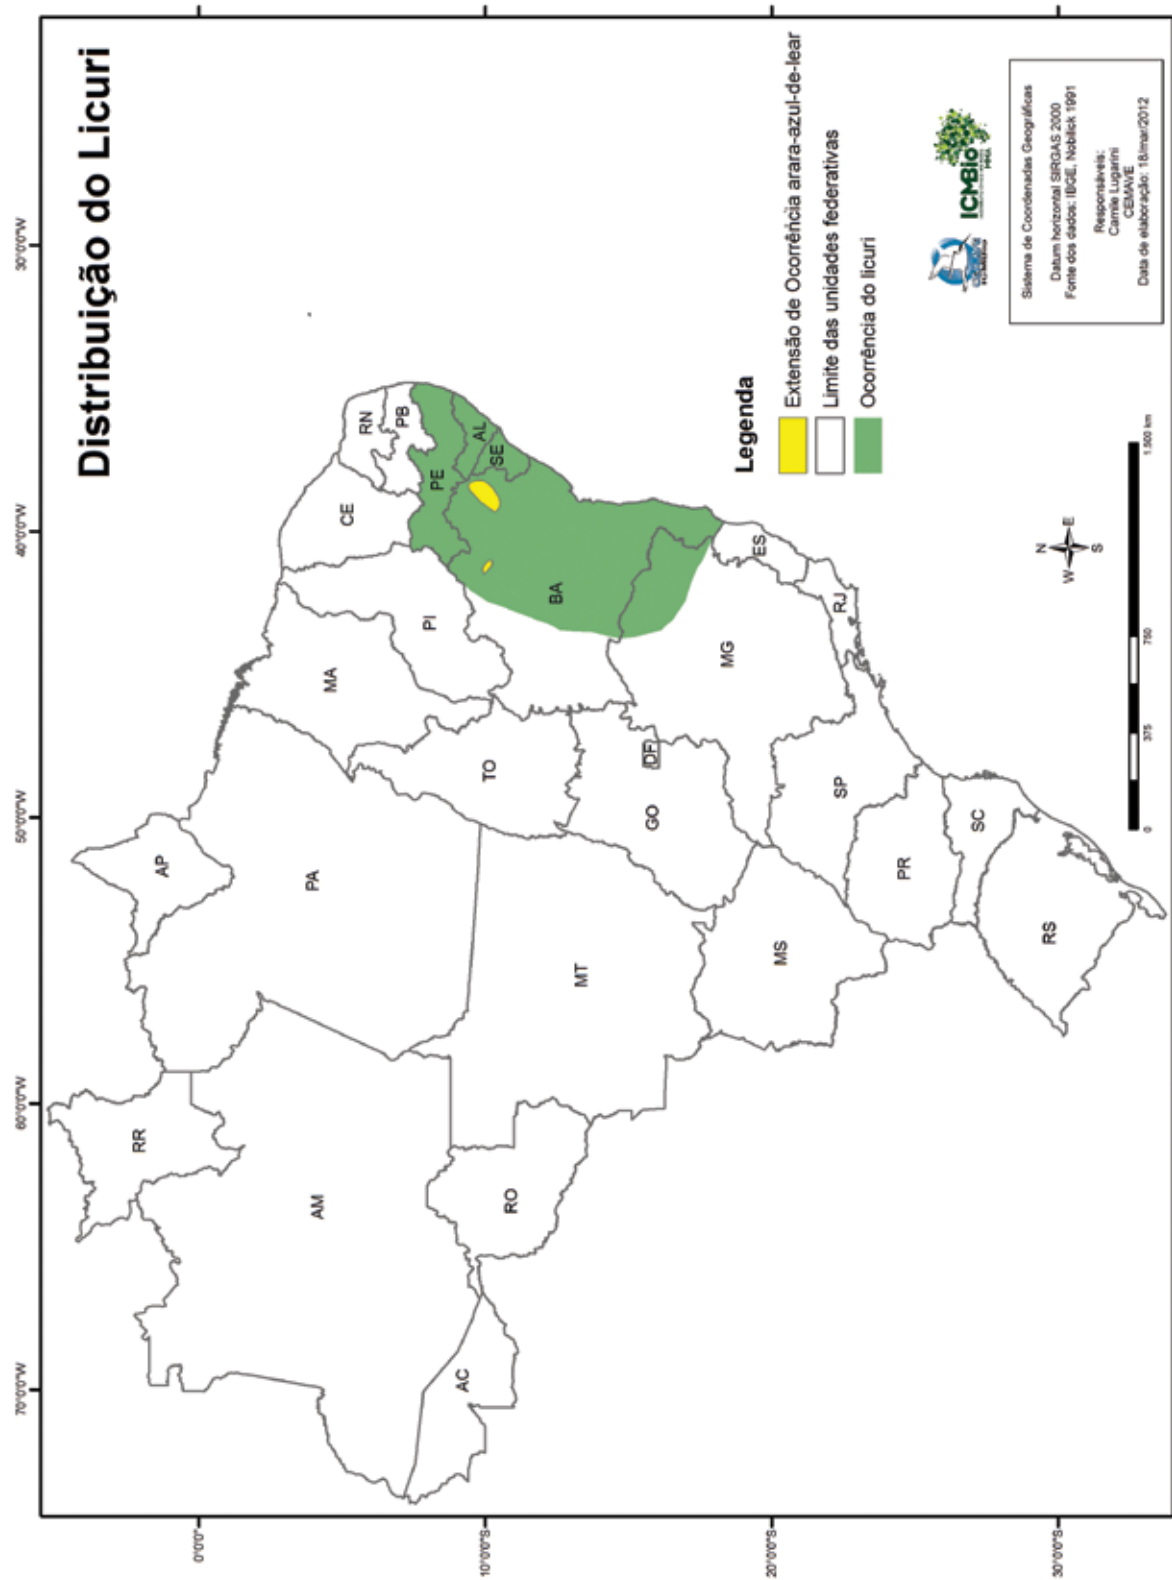 Distribuição do Licuri
70°0'0"W
60°0'0"W
50°0'0"W
40°0'0"W
30°0'0"W
0°0'0"
10°0'0"S
20°0'0"S
30°0'0"S
RR
AP
AM
PA
MA
CE
RN
PB
PI
PE
AL
SE
AC
RO
TO
BA
MT
GO
DF
MG
ES
MS
SP
RJ
PR
SC
RS
Legenda
Extensão de Ocorrência arara-azul-de-lear
Limite das unidades federativas
Ocorrência do licuri
N
W
E
S
0
375
750
1.500 km
ICMBio
MMA
Sistema de Coordenadas Geográficas
Datum horizontal SIRGAS 2000
Fonte dos dados: IBGE, Noblick 1991
Responsáveis:
Camile Lugarini
CEMAVE
Data de elaboração: 18/mar/2012